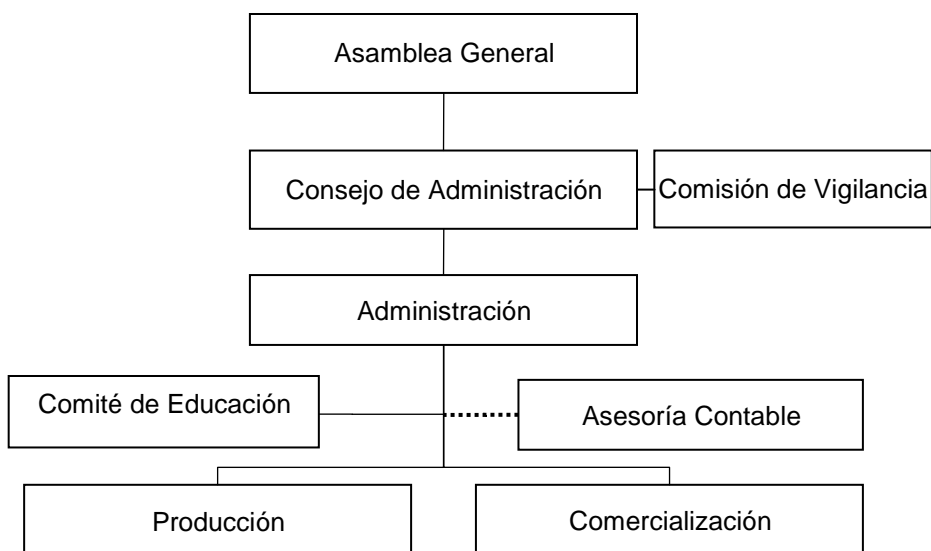 Asamblea General
Consejo de Administración
Comisión de Vigilancia
Administración
Comité de Educación
Asesoría Contable
Producción
Comercialización